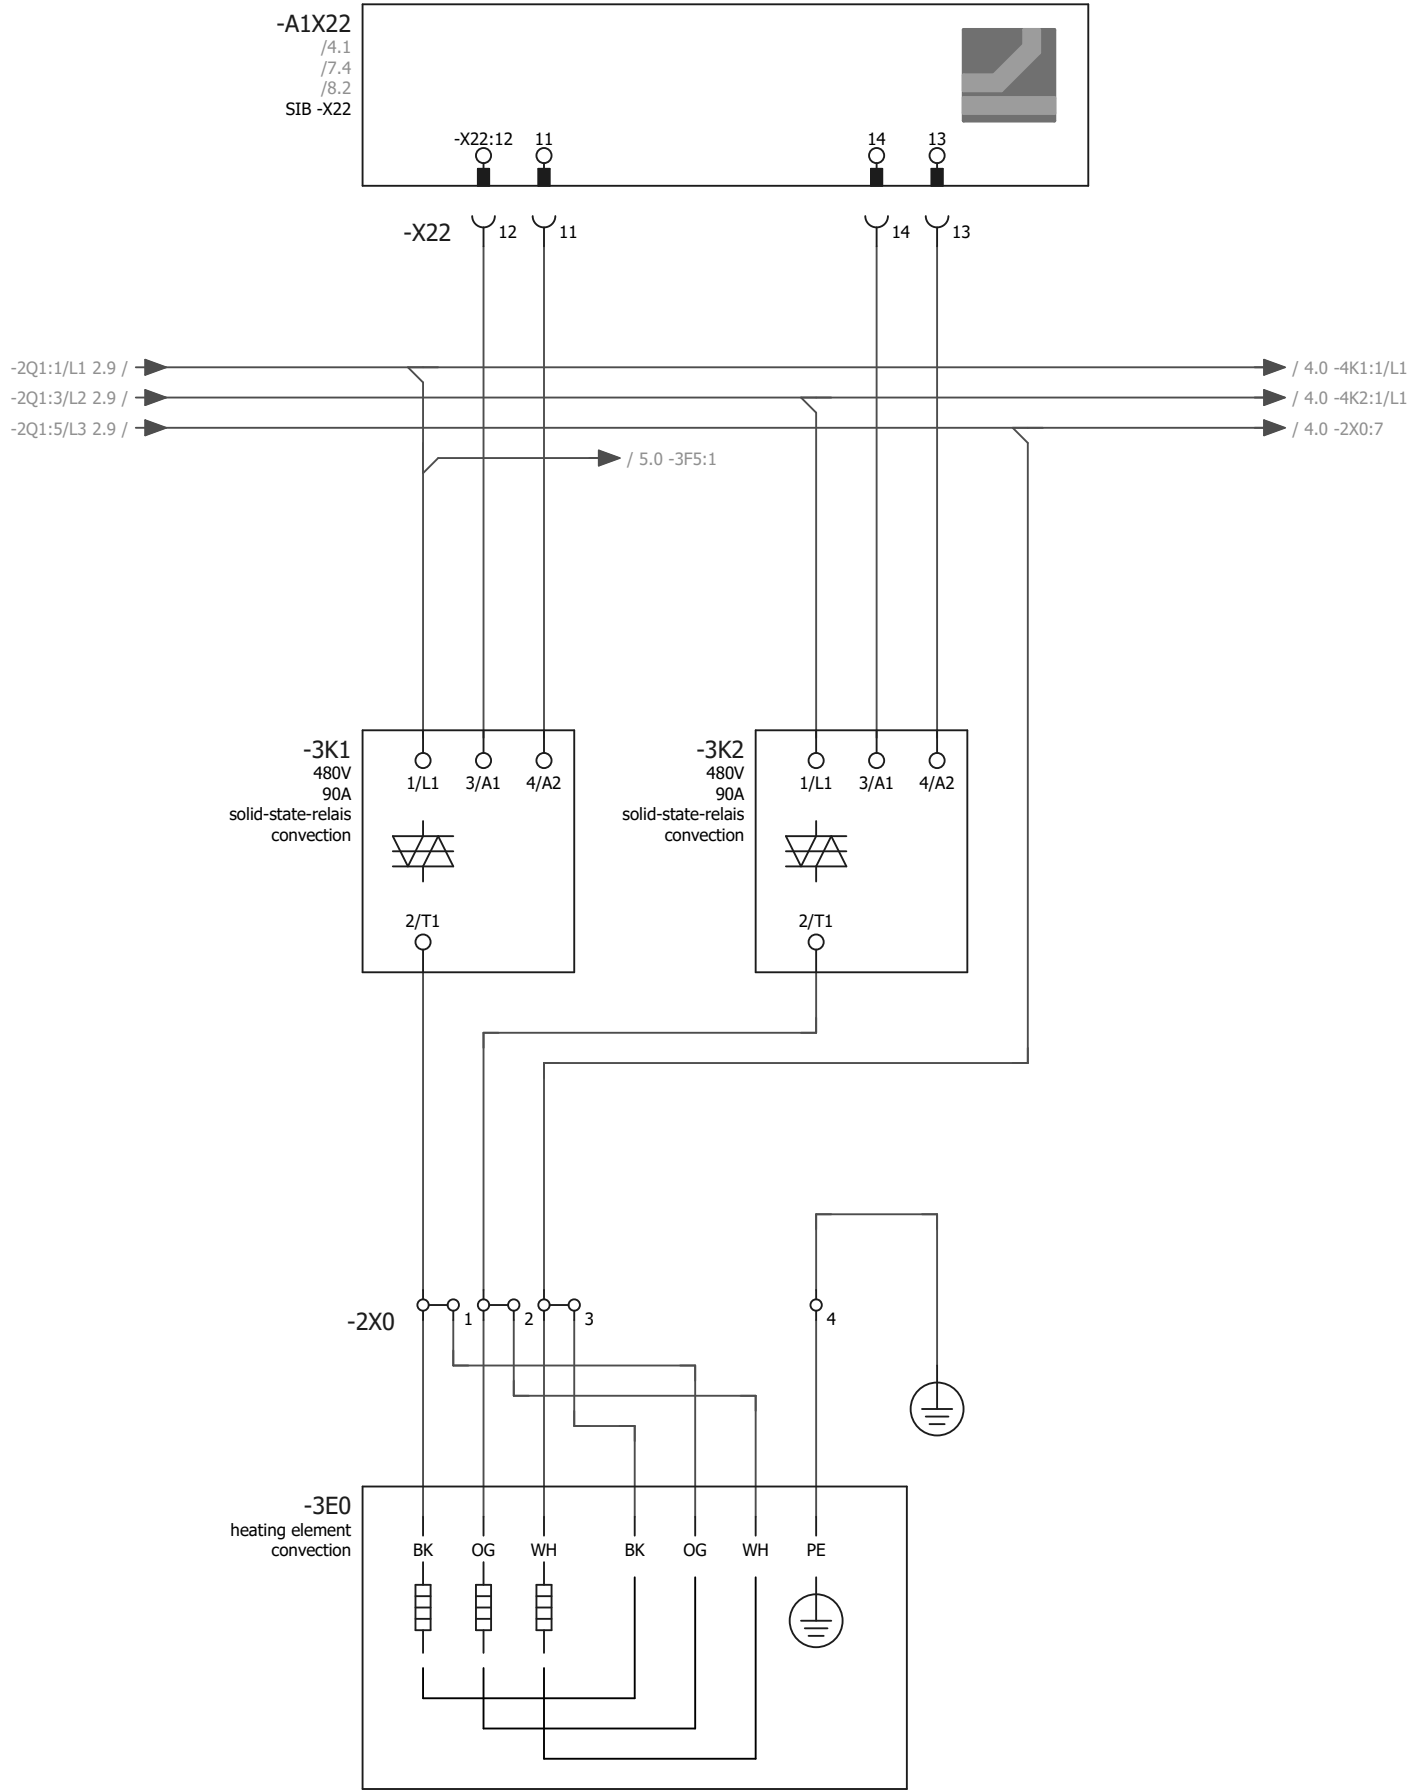 -A1X22
/4.1
/7.4
/8.2
SIB -X22
-X22:12 11 14 13
-X22 12 11 14 13
-2Q1:1/L1 2.9 / / 4.0 -4K1:1/L1
-2Q1:3/L2 2.9 / / 4.0 -4K2:1/L1
-2Q1:5/L3 2.9 / / 4.0 -2X0:7
/ 5.0 -3F5:1
-3K1
480V
90A
solid-state-relais
convection
1/L1 3/A1 4/A2
2/T1
-3K2
480V
90A
solid-state-relais
convection
1/L1 3/A1 4/A2
2/T1
-2X0 1 2 3 4
-3E0
heating element
convection
BK OG WH BK OG WH PE